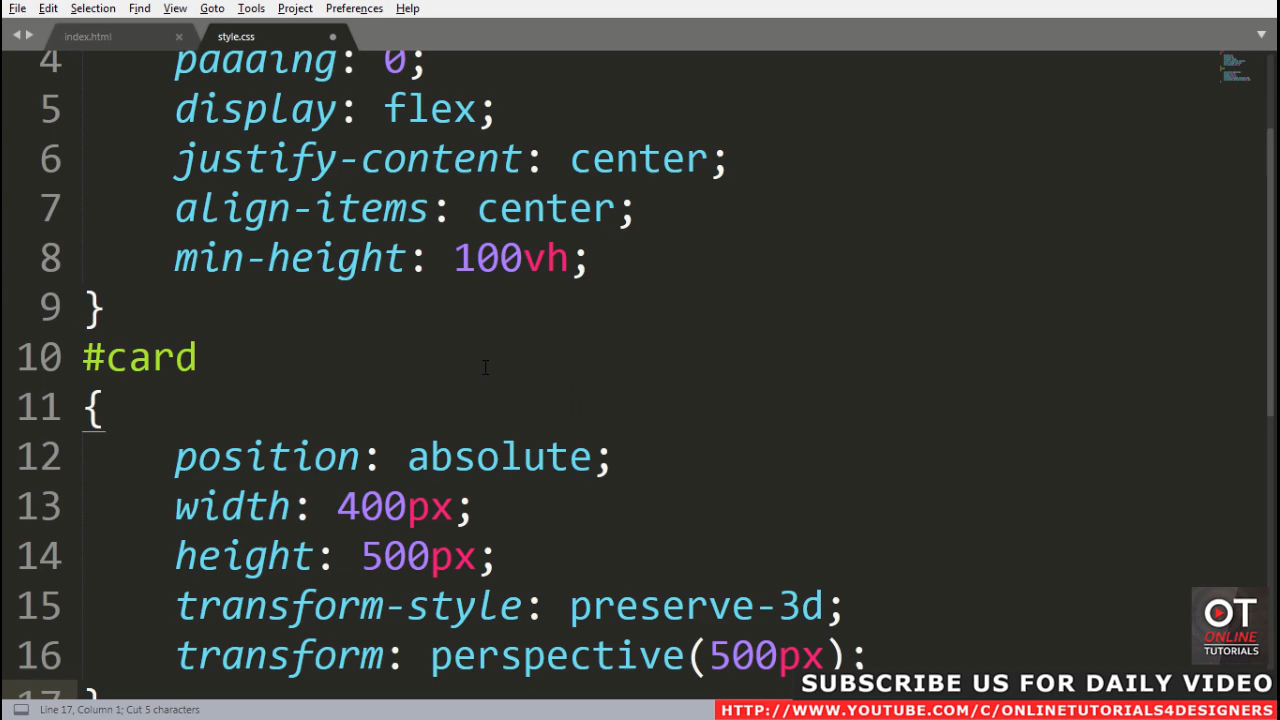 File Edit Selection Find View Goto Tools Project Preferences Help
index.html style.css
4 padding: 0;
5 display: flex;
6 justify-content: center;
7 align-items: center;
8 min-height: 100vh;
9 }
10 #card
11 {
12 position: absolute;
13 width: 400px;
14 height: 500px;
15 transform-style: preserve-3d;
16 transform: perspective(500px);
17 }
OT
ONLINE
TUTORIALS
SUBSCRIBE US FOR DAILY VIDEO
Line 17, Column 1; Cut 5 characters
HTTP://WWW.YOUTUBE.COM/C/ONLINETUTORIALS4DESIGNERS